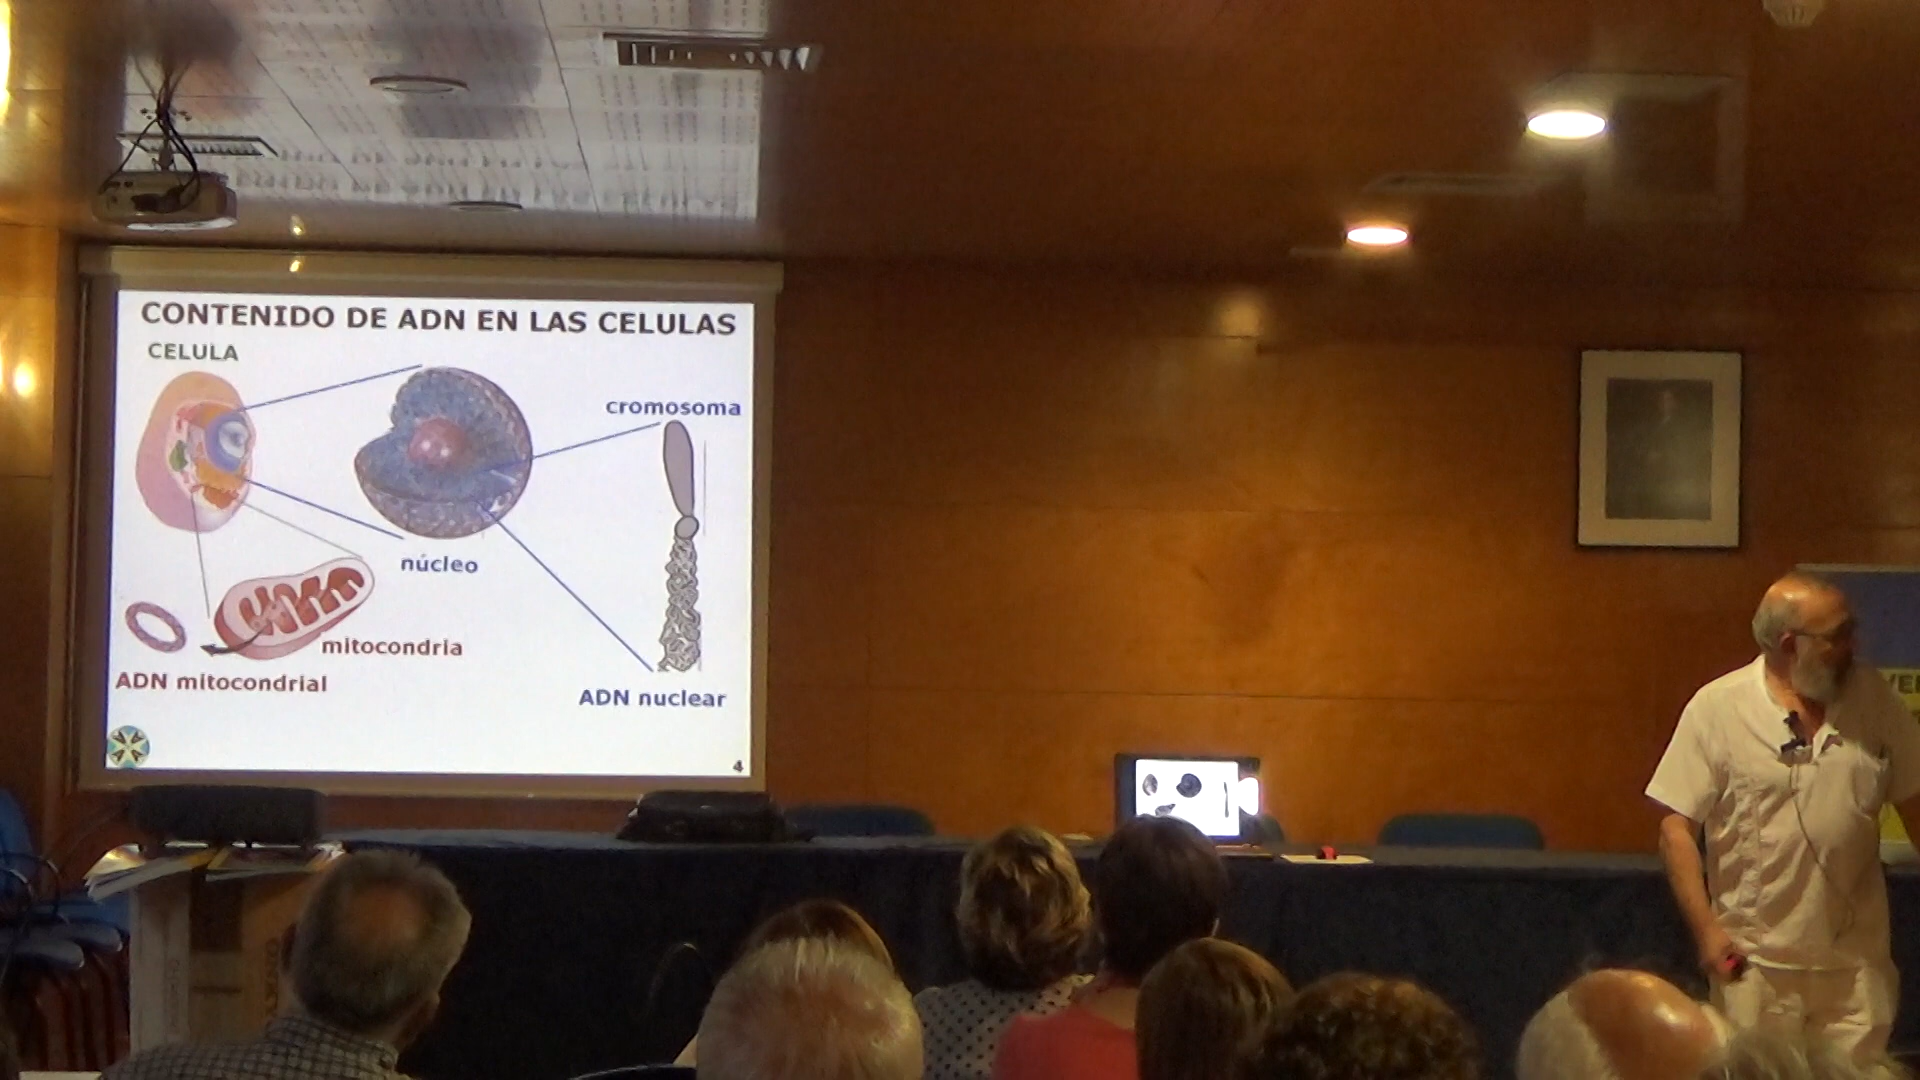 CONTENIDO DE ADN EN LAS CELULAS
CELULA
cromosoma
núcleo
mitocondria
ADN mitocondrial
ADN nuclear
4